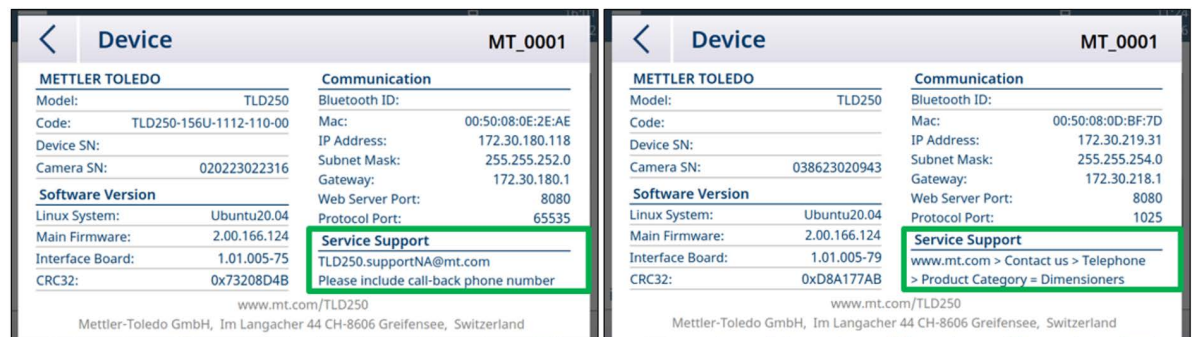 Device
MT_0001
METTLER TOLEDO
Model: TLD250
Code: TLD250-156U-1112-110-00
Device SN:
Camera SN: 020223022316
Software Version
Linux System: Ubuntu20.04
Main Firmware: 2.00.166.124
Interface Board: 1.01.005-75
CRC32: 0x73208D4B
Communication
Bluetooth ID:
Mac: 00:50:08:0E:2E:AE
IP Address: 172.30.180.118
Subnet Mask: 255.255.252.0
Gateway: 172.30.180.1
Web Server Port: 8080
Protocol Port: 65535
Service Support
TLD250.supportNA@mt.com
Please include call-back phone number
www.mt.com/TLD250
Mettler-Toledo GmbH, Im Langacher 44 CH-8606 Greifensee, Switzerland
Device
MT_0001
METTLER TOLEDO
Model: TLD250
Code:
Device SN:
Camera SN: 038623020943
Software Version
Linux System: Ubuntu20.04
Main Firmware: 2.00.166.124
Interface Board: 1.01.005-79
CRC32: 0xD8A177AB
Communication
Bluetooth ID:
Mac: 00:50:08:0D:BF:7D
IP Address: 172.30.219.31
Subnet Mask: 255.255.254.0
Gateway: 172.30.218.1
Web Server Port: 8080
Protocol Port: 1025
Service Support
www.mt.com > Contact us > Telephone
> Product Category = Dimensioners
www.mt.com/TLD250
Mettler-Toledo GmbH, Im Langacher 44 CH-8606 Greifensee, Switzerland